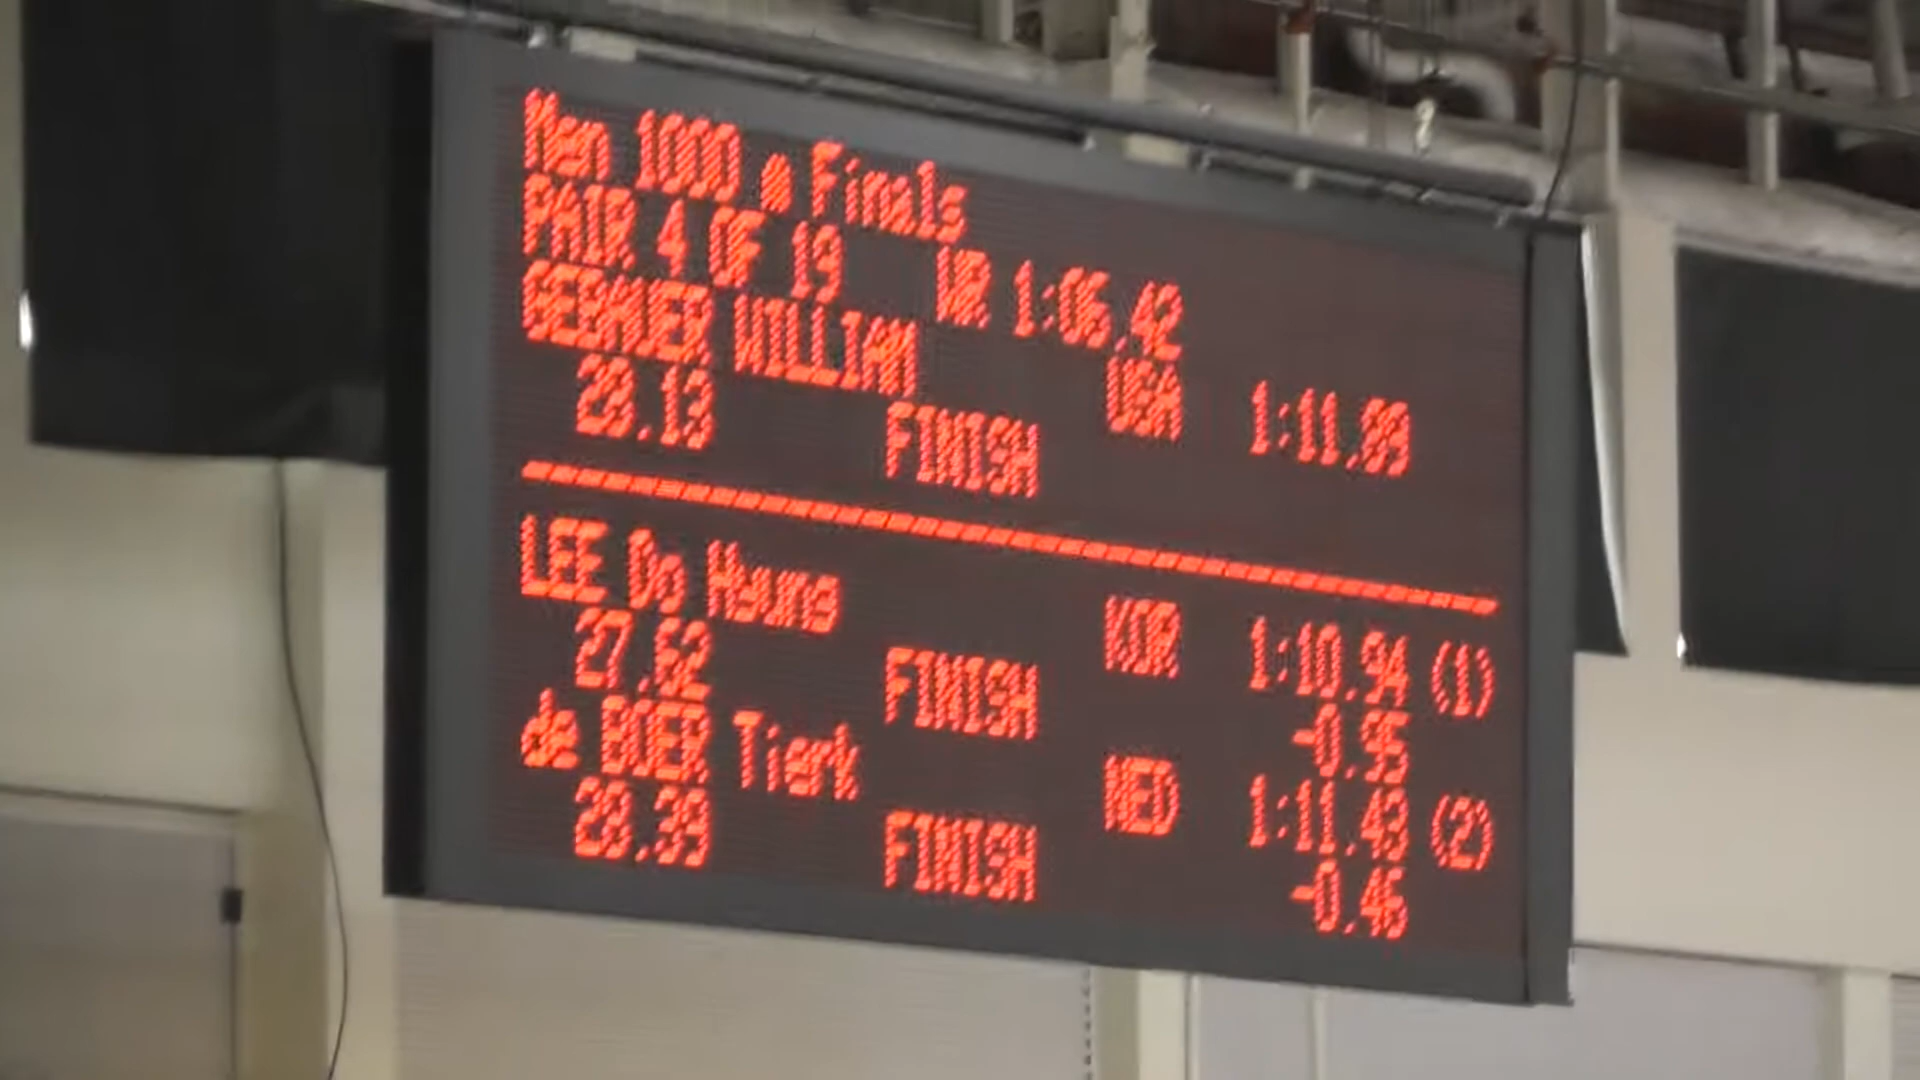 Men 1000 m Finals
PAIR 4 OF 19 WR 1:05.42
GEBAUER WILLIAM USA 1:11.89
28.13 FINISH
LEE Do Hyung KOR 1:10.94 (1)
27.62 FINISH -0.95
de BOER Tjerk NED 1:11.43 (2)
28.39 FINISH -0.46